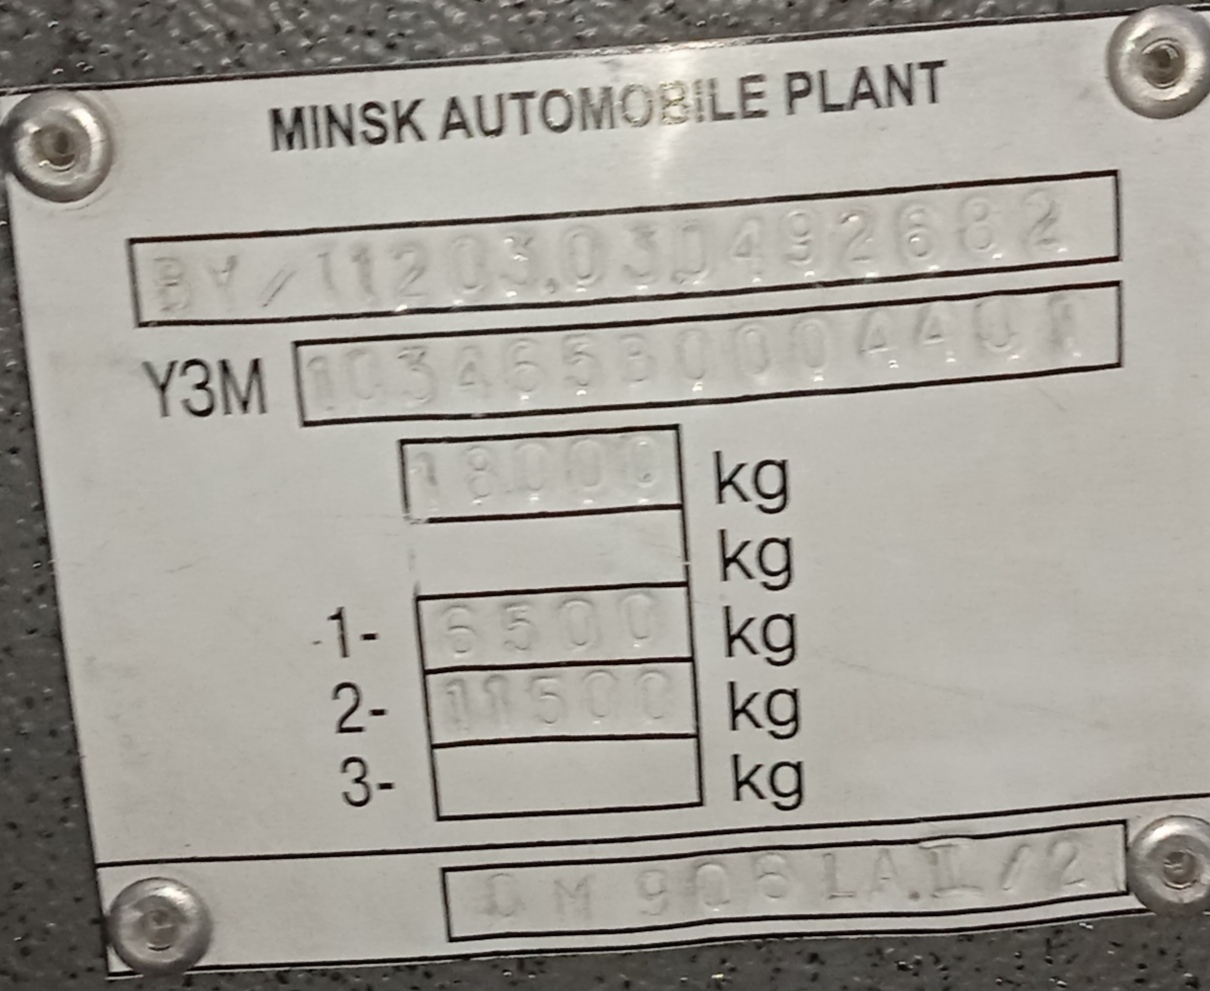 MINSK AUTOMOBILE PLANT
BY/11203.03.0492682
Y3M 103465B0004401
18000 kg
kg
-1- 6500 kg
2- 11500 kg
3- kg
OM 906 LA.II/2